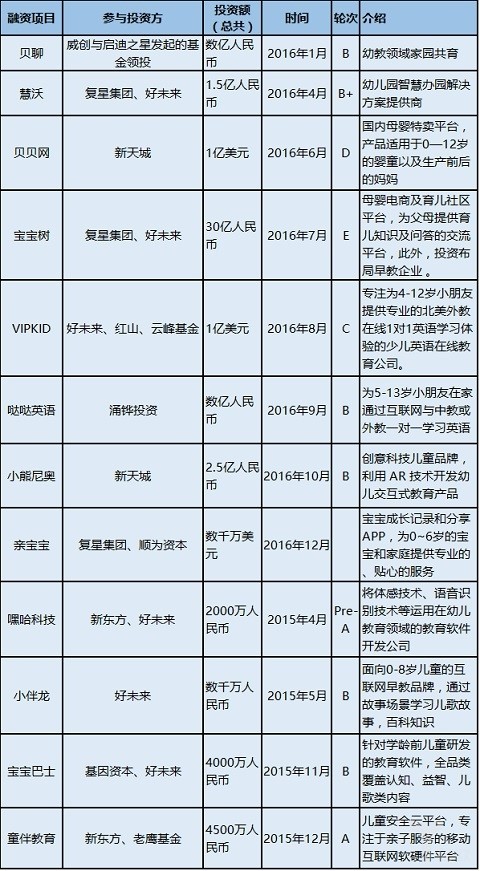 融资项目 参与投资方 投资额 时间 轮次 介绍
（总共）
贝聊 威创与启迪之星发起的基 数亿人民 2016年1月 B 幼教领域家园共育
金领投 币
慧沃 复星集团、好未来 1.5亿人民 2016年4月 B+ 幼儿园智慧办园解决
币 方案提供商
贝贝网 新天域 1亿美元 2016年6月 D 国内母婴特卖平台，
产品适用于0—12岁
的婴童以及生产前后
的妈妈
宝宝树 复星集团、好未来 30亿人民 2016年7月 E 母婴电商及育儿社区
币 平台，为父母提供育
儿知识及问答的交流
平台，此外，投资布
局早教企业 。
VIPKID 好未来、红山、云峰基金 1亿美元 2016年8月 C 专注为4-12岁小朋友
提供专业的北美外教
在线1对1英语学习体
验的少儿英语在线教
育公司。
哒哒英语 涌铧投资 数亿人民 2016年9月 B 为5-13岁小朋友在家
币 通过互联网与中教或
外教一对一学习英语
小熊尼奥 新天域 2.5亿人民 2016年10月 B 创意科技儿童品牌，
币 利用 AR 技术开发幼
儿交互式教育产品
亲宝宝 复星集团、顺为资本 数千万美 2016年12月 宝宝成长记录和分享
元 APP，为0~6岁的宝
宝和家庭提供专业的
、贴心的服务
嘿哈科技 新东方、好未来 2000万人 2015年4月 Pre- 将体感技术、语音识
民币 A 别技术等运用在幼儿
教育领域的教育软件
开发公司
小伴龙 好未来 数千万人 2015年5月 B 面向0-8岁儿童的互
民币 联网早教品牌，通过
故事场景学习儿歌故
事，百科知识
宝宝巴士 基因资本、好未来 4000万人 2015年11月 B 针对学龄前儿童研发
民币 的教育软件，全品类
覆盖认知、益智、儿
歌类内容
童伴教育 新东方、老鹰基金 4500万人 2015年12月 A 儿童安全云平台，专
民币 注于亲子服务的移动
互联网软硬件平台